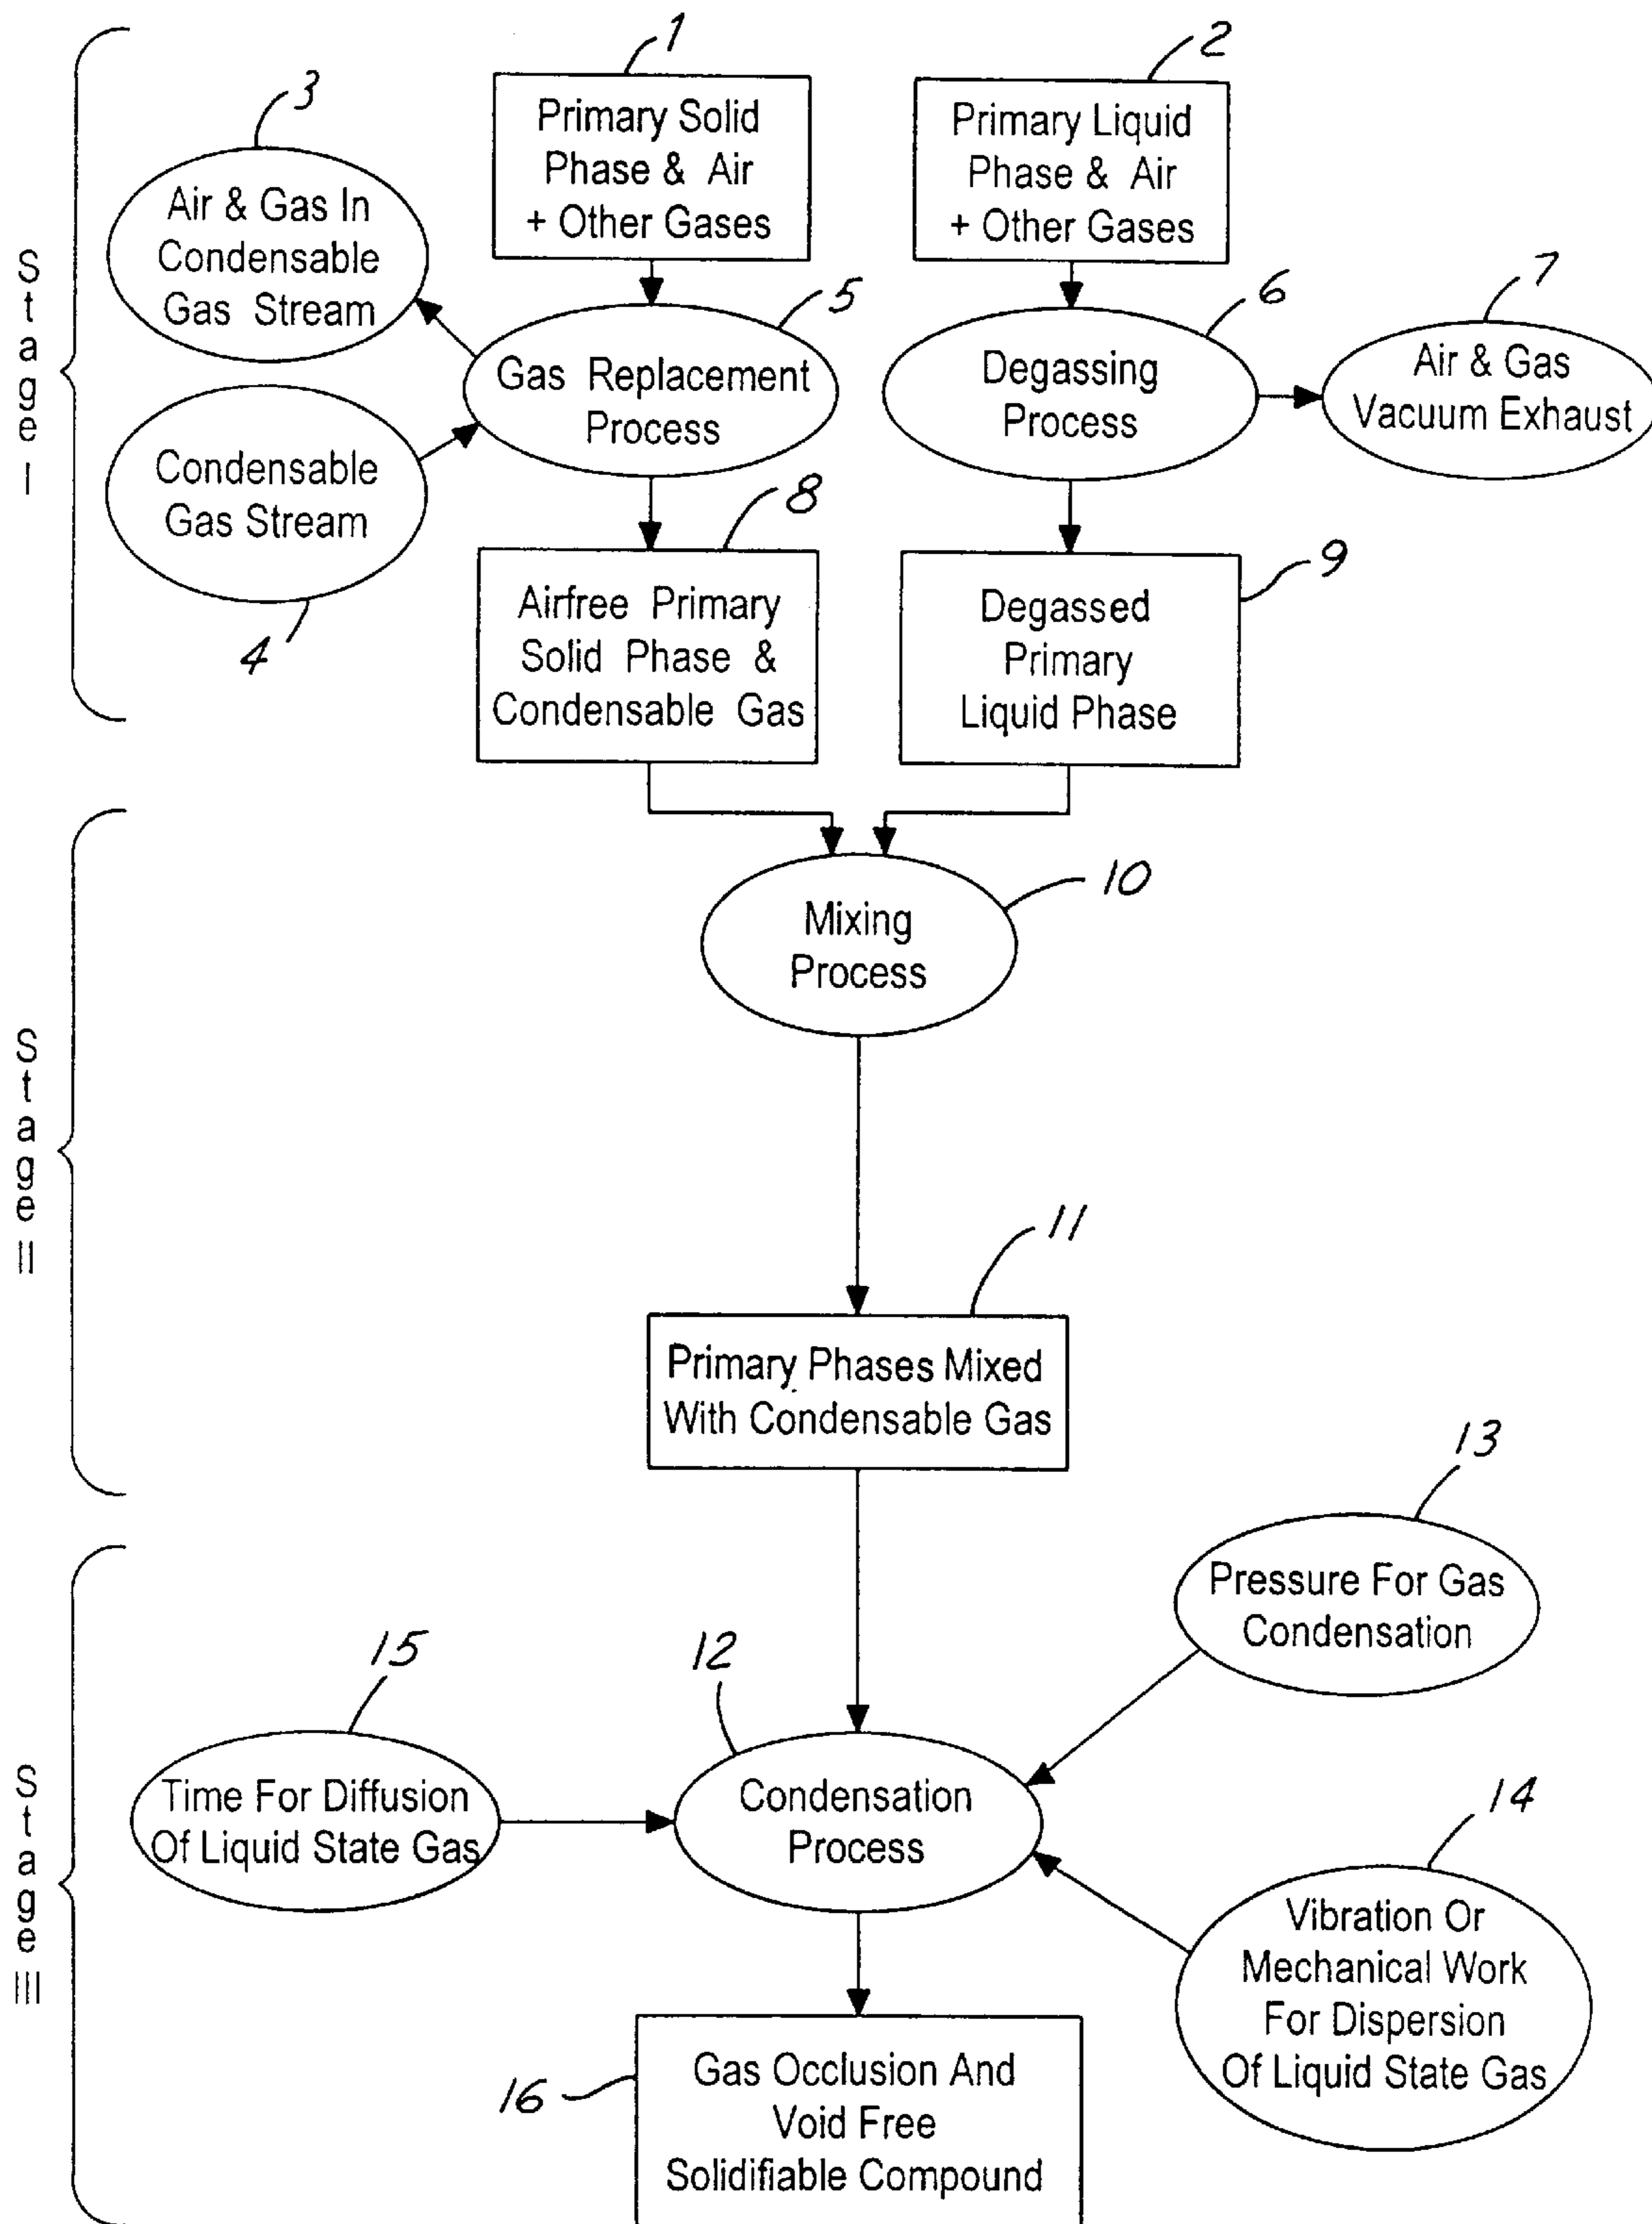 1
2
3
Primary Solid
Phase & Air
+ Other Gases
Primary Liquid
Phase & Air
+ Other Gases
Air & Gas In
Condensable
Gas Stream
5
6
7
Stage I
Gas Replacement
Process
Degassing
Process
Air & Gas
Vacuum Exhaust
Condensable
Gas Stream
4
8
9
Airfree Primary
Solid Phase &
Condensable Gas
Degassed
Primary
Liquid Phase
10
Mixing
Process
Stage II
11
Primary Phases Mixed
With Condensable Gas
13
Pressure For Gas
Condensation
15
12
Time For Diffusion
Of Liquid State Gas
Condensation
Process
14
Stage III
Vibration Or
Mechanical Work
For Dispersion
Of Liquid State Gas
16
Gas Occlusion And
Void Free
Solidifiable Compound